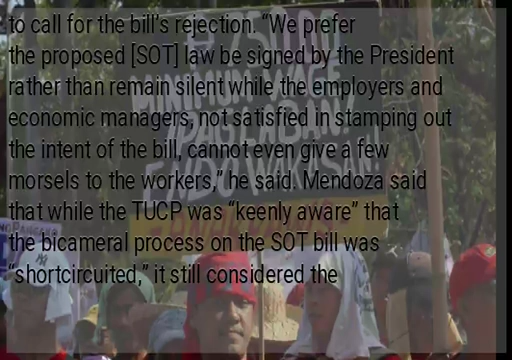 to call for the bill's rejection. “We prefer
the proposed [SOT] law be signed by the President
rather than remain silent while the employers and
economic managers, not satisfied in stamping out
the intent of the bill, cannot even give a few
morsels to the workers,” he said. Mendoza said
that while the TUCP was “keenly aware” that
the bicameral process on the SOT bill was
“shortcircuited,” it still considered the